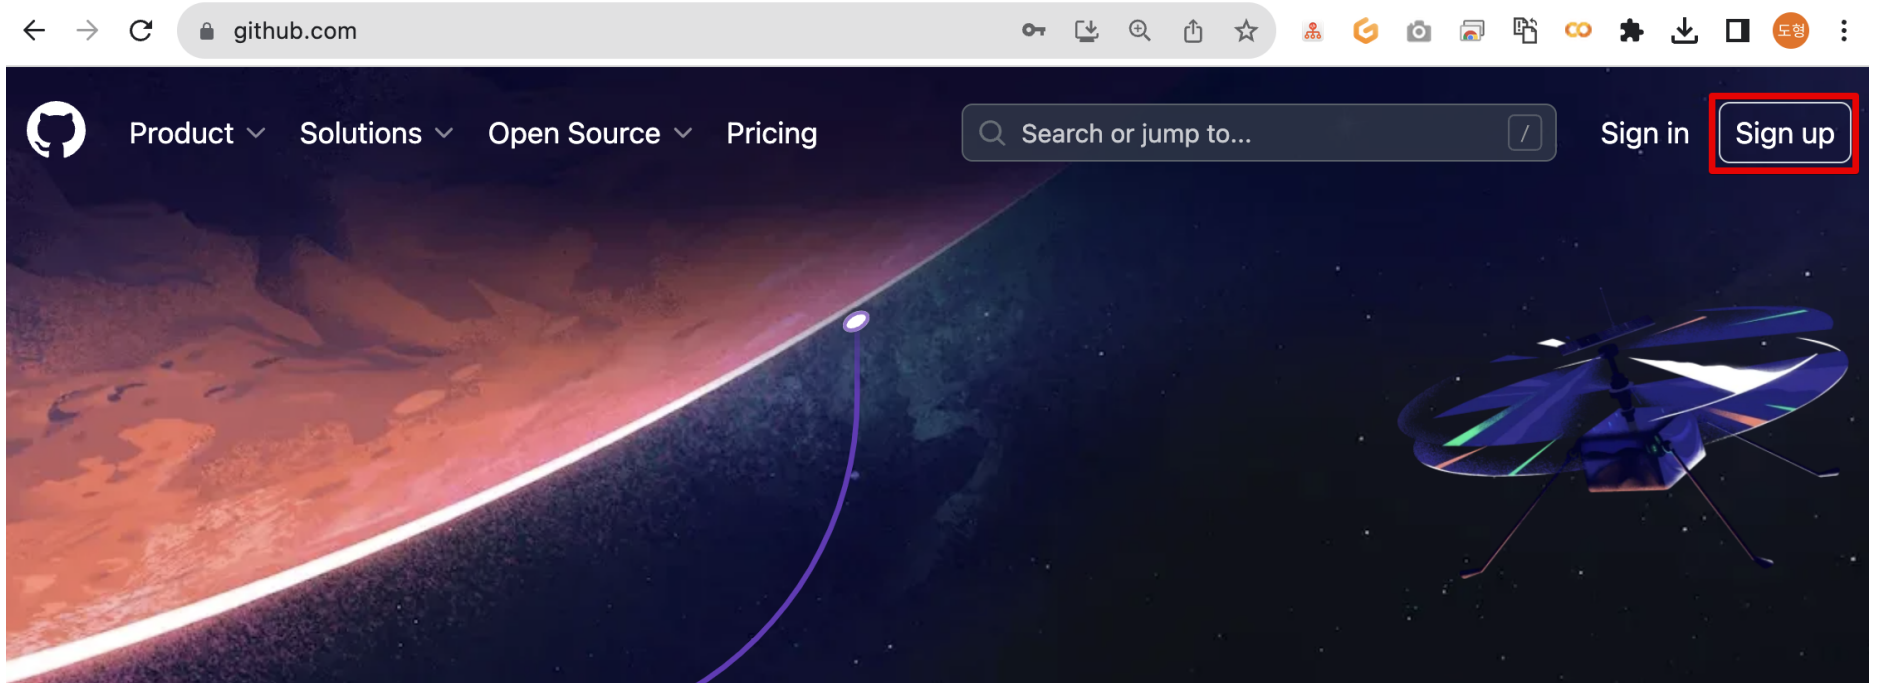 github.com
도형
Product
Solutions
Open Source
Pricing
Search or jump to...
/
Sign in
Sign up